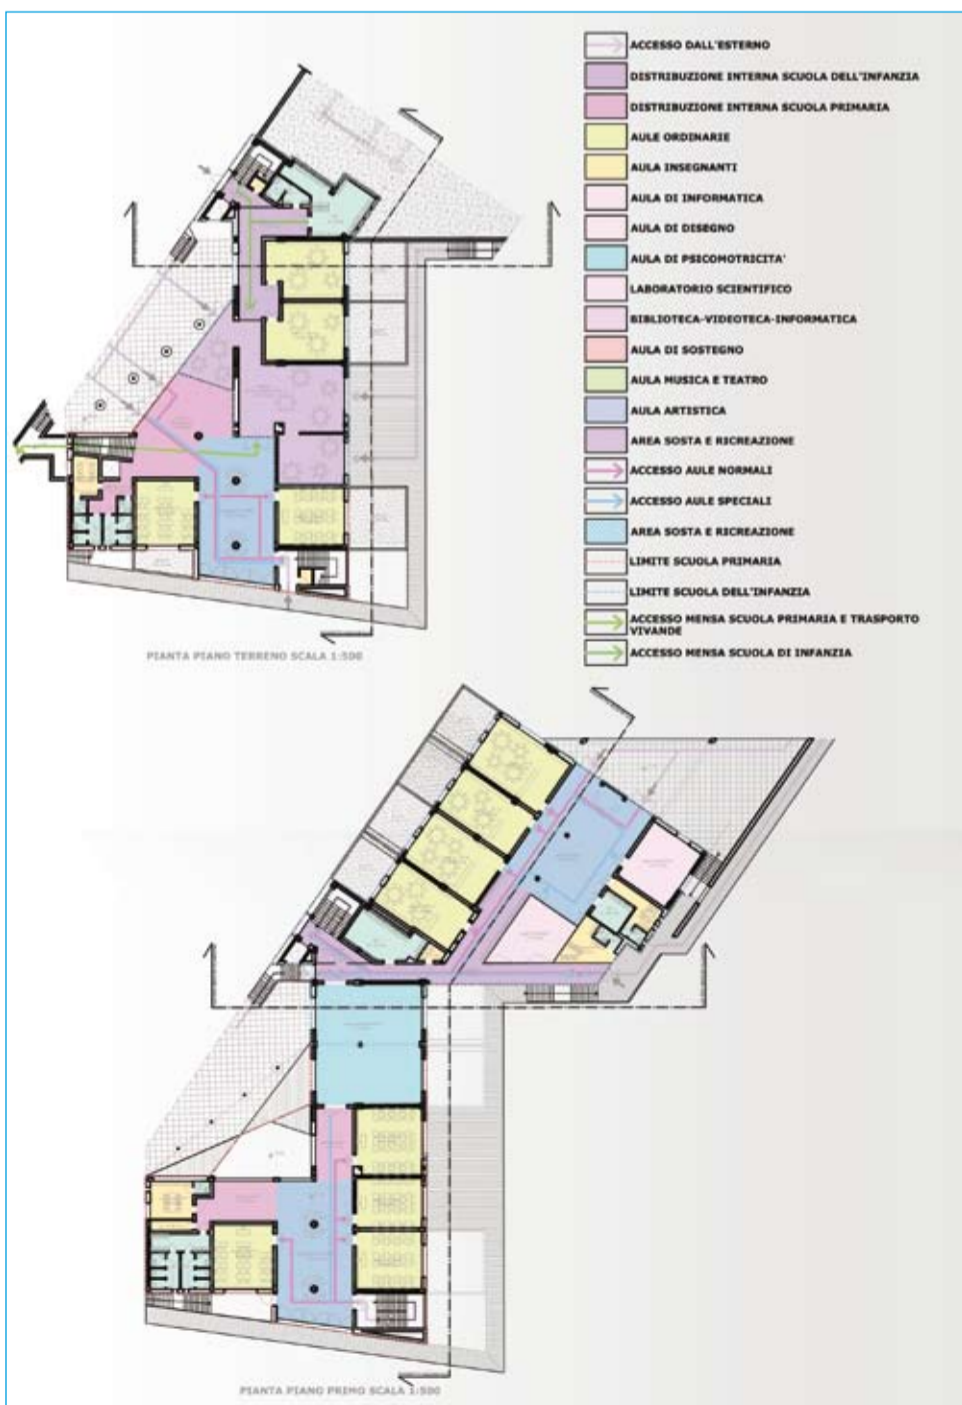 ACCESSO DALL'ESTERNO
DISTRIBUZIONE INTERNA SCUOLA DELL'INFANZIA
DISTRIBUZIONE INTERNA SCUOLA PRIMARIA
AULE ORDINARIE
AULA INSEGNANTI
AULA DI INFORMATICA
AULA DI DISEGNO
AULA DI PSICOMOTRICITA'
LABORATORIO SCIENTIFICO
BIBLIOTECA-VIDEOTECA-INFORMATICA
AULA DI SOSTEGNO
AULA MUSICA E TEATRO
AULA ARTISTICA
AREA SOSTA E RICREAZIONE
ACCESSO AULE NORMALI
ACCESSO AULE SPECIALI
AREA SOSTA E RICREAZIONE
LIMITE SCUOLA PRIMARIA
LIMITE SCUOLA DELL'INFANZIA
ACCESSO MENSA SCUOLA PRIMARIA E TRASPORTO
VIVANDE
ACCESSO MENSA SCUOLA DI INFANZIA
PIANTA PIANO TERRENO SCALA 1:500
PIANTA PIANO PRIMO SCALA 1:500